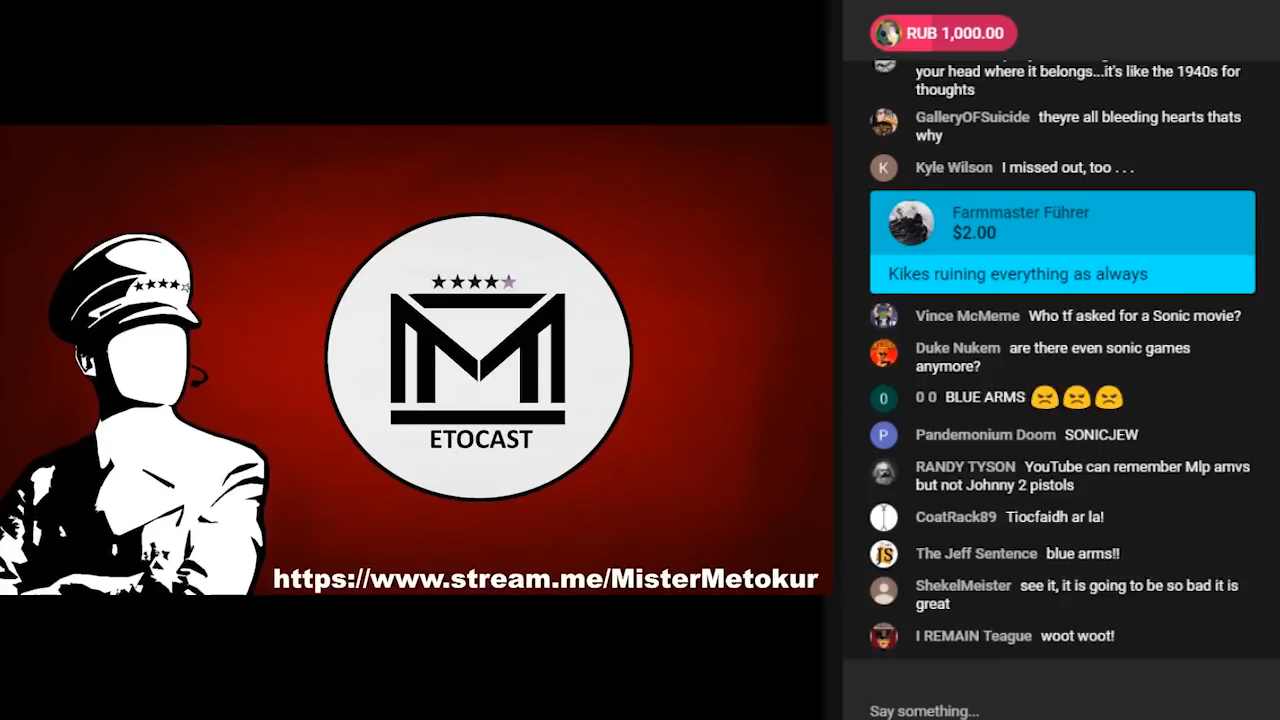 RUB 1,000.00
your head where it belongs...it's like the 1940s for
thoughts
GalleryOFSuicide theyre all bleeding hearts thats
why
K
Kyle Wilson I missed out, too . . .
Farmmaster Führer
$2.00
Kikes ruining everything as always
Vince McMeme Who tf asked for a Sonic movie?
Duke Nukem are there even sonic games
anymore?
0
0 0 BLUE ARMS 😠 😠 😠
P
Pandemonium Doom SONICJEW
RANDY TYSON YouTube can remember Mlp amvs
but not Johnny 2 pistols
CoatRack89 Tiocfaidh ar la!
JS
The Jeff Sentence blue arms!!
ShekelMeister see it, it is going to be so bad it is
great
I REMAIN Teague woot woot!
Say something...
M
ETOCAST
https://www.stream.me/MisterMetokur